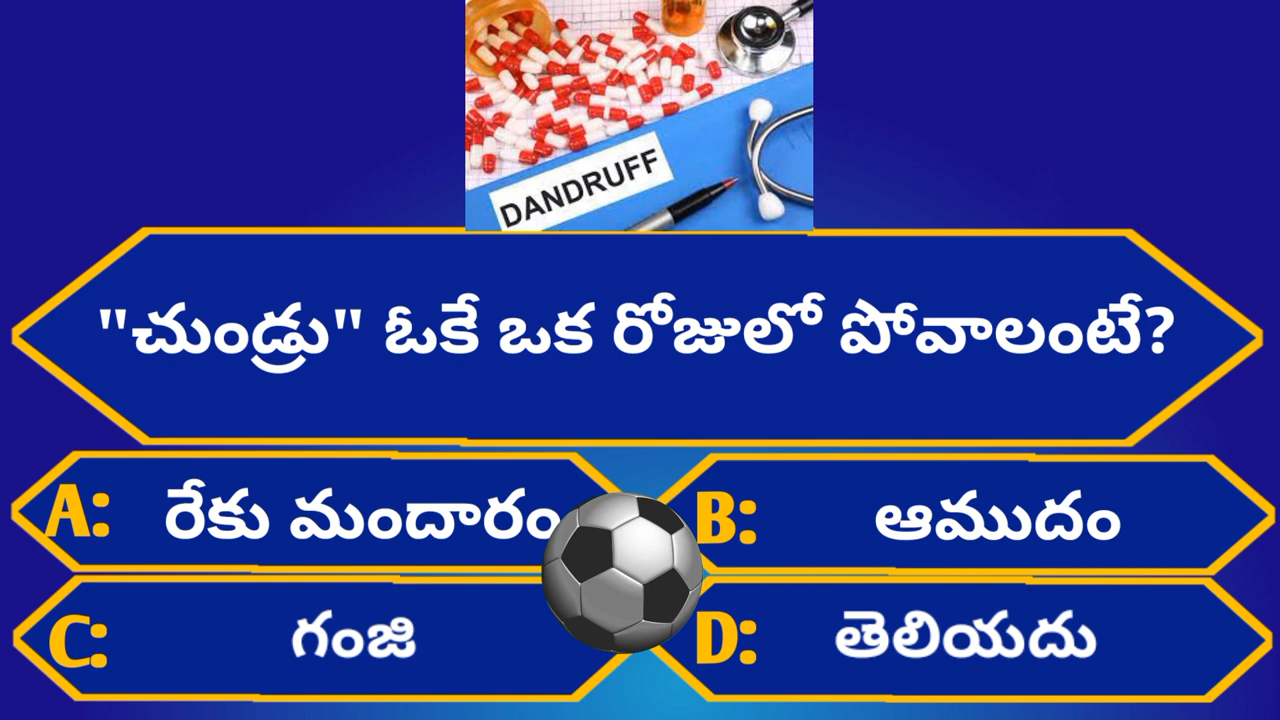 DANDRUFF
"చుండ్రు" ఓకే ఒక రోజులో పోవాలంటే?
A: రేకు మందారం
B: ఆముదం
C: గంజి
D: తెలియదు